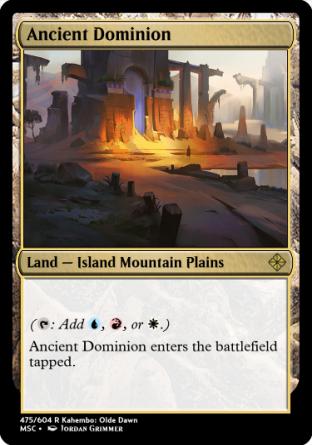 Ancient Dominion
Land — Island Mountain Plains
(: Add , , or .)
Ancient Dominion enters the battlefield
tapped.
475/604 R Kahembo: Olde Dawn
MSC • Jordan Grimmer